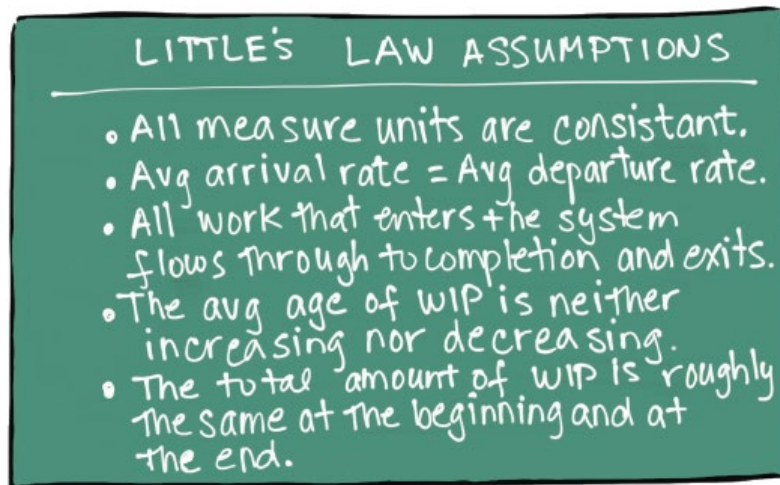 LITTLE'S LAW ASSUMPTIONS
• All measure units are consistant.
• Avg arrival rate = Avg departure rate.
• All work that enters the system
flows through to completion and exits.
• The avg age of WIP is neither
increasing nor decreasing.
• The total amount of WIP is roughly
the same at the beginning and at
the end.